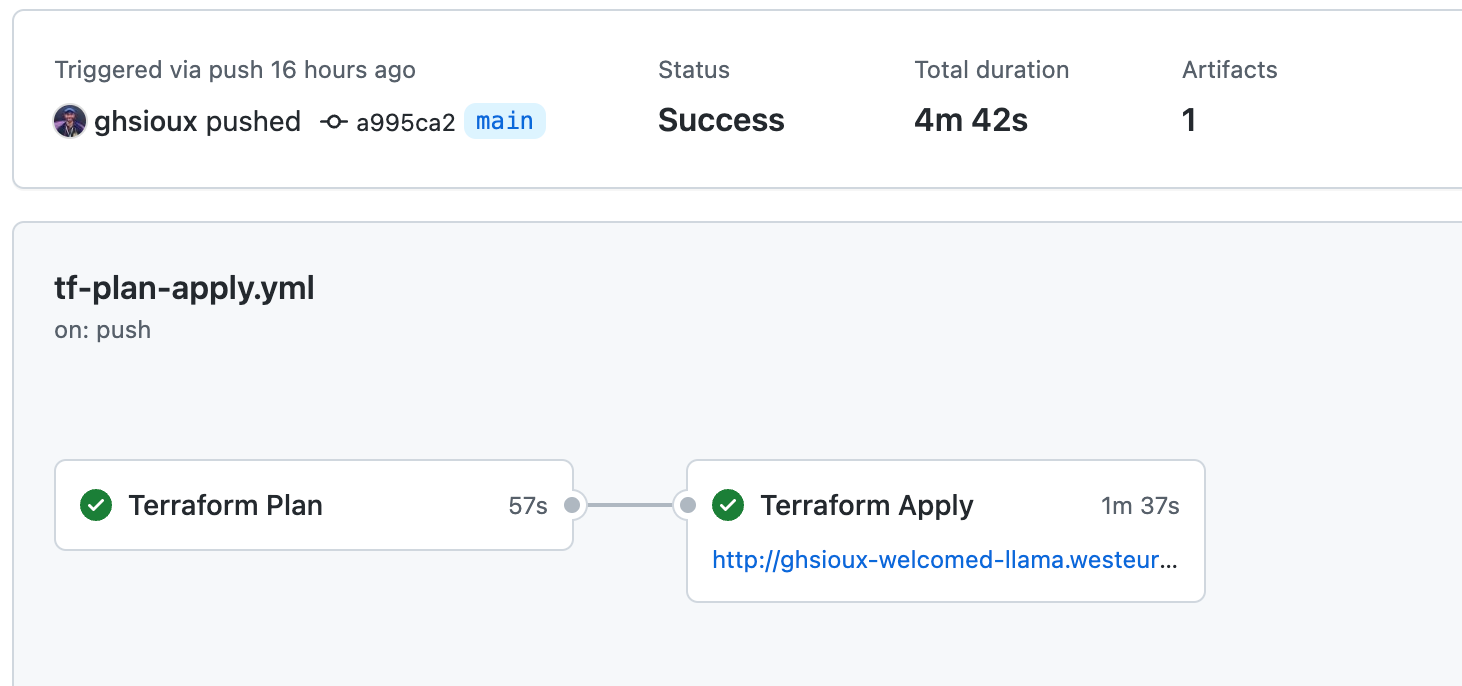 Triggered via push 16 hours ago
ghsioux pushed a995ca2 main
Status
Success
Total duration
4m 42s
Artifacts
1
tf-plan-apply.yml
on: push
Terraform Plan 57s
Terraform Apply 1m 37s
http://ghsioux-welcomed-llama.westeur...